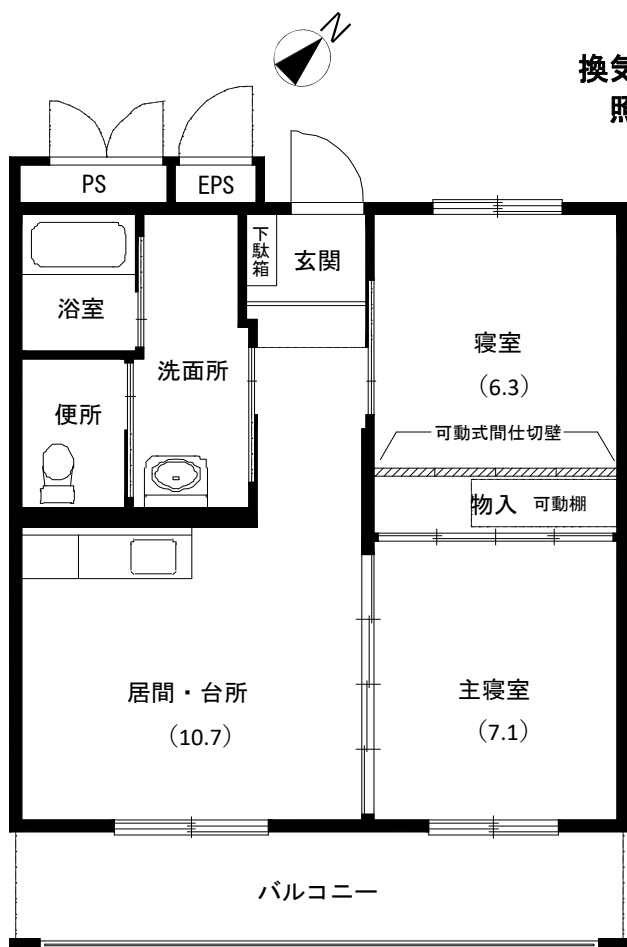 N
換気
照
PS
EPS
下駄箱
玄関
浴室
洗面所
寝室
（6.3）
便所
可動式間仕切壁
物入
可動棚
居間・台所
（10.7）
主寝室
（7.1）
バルコニー